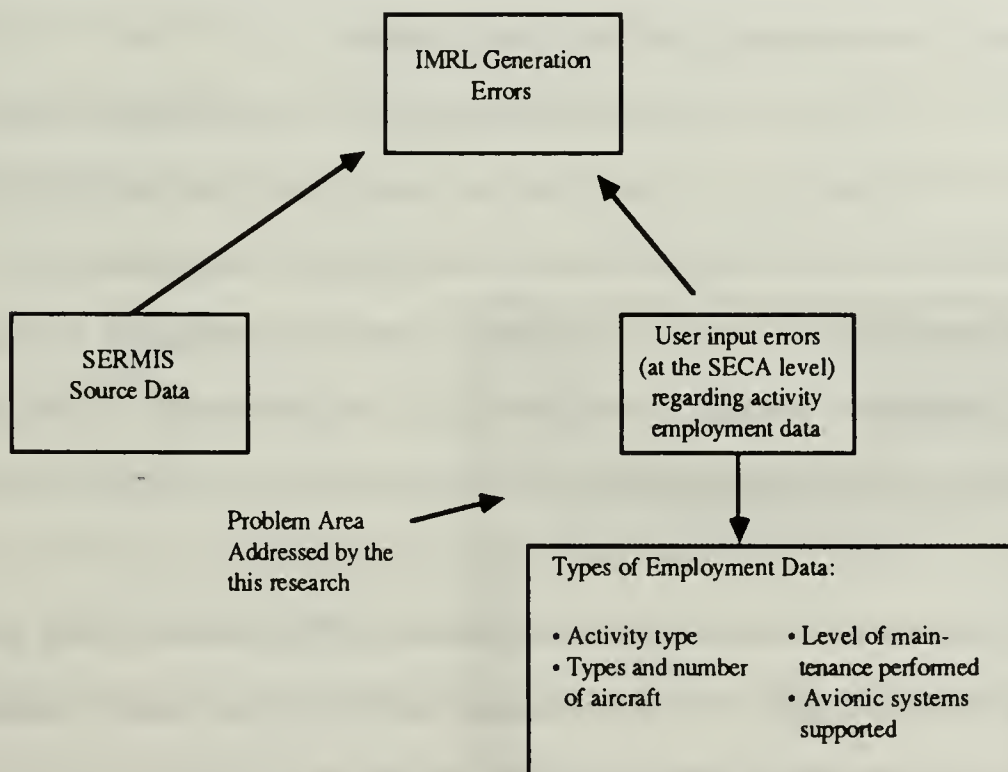 IMRL Generation
Errors
SERMIS
Source Data
User input errors
(at the SECA level)
regarding activity
employment data
Problem Area
Addressed by the
this research
Types of Employment Data:
• Activity type
• Types and number
of aircraft
• Level of main-
tenance performed
• Avionic systems
supported